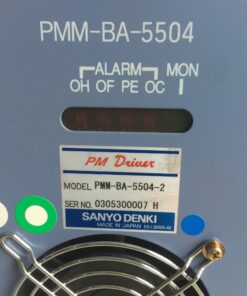 PMM-BA-5504
ALARM MON
OH OF PE OC
PM Driver
MODEL PMM-BA-5504-2
SER NO. 0305300007 H
SANYO DENKI
MADE IN JAPAN